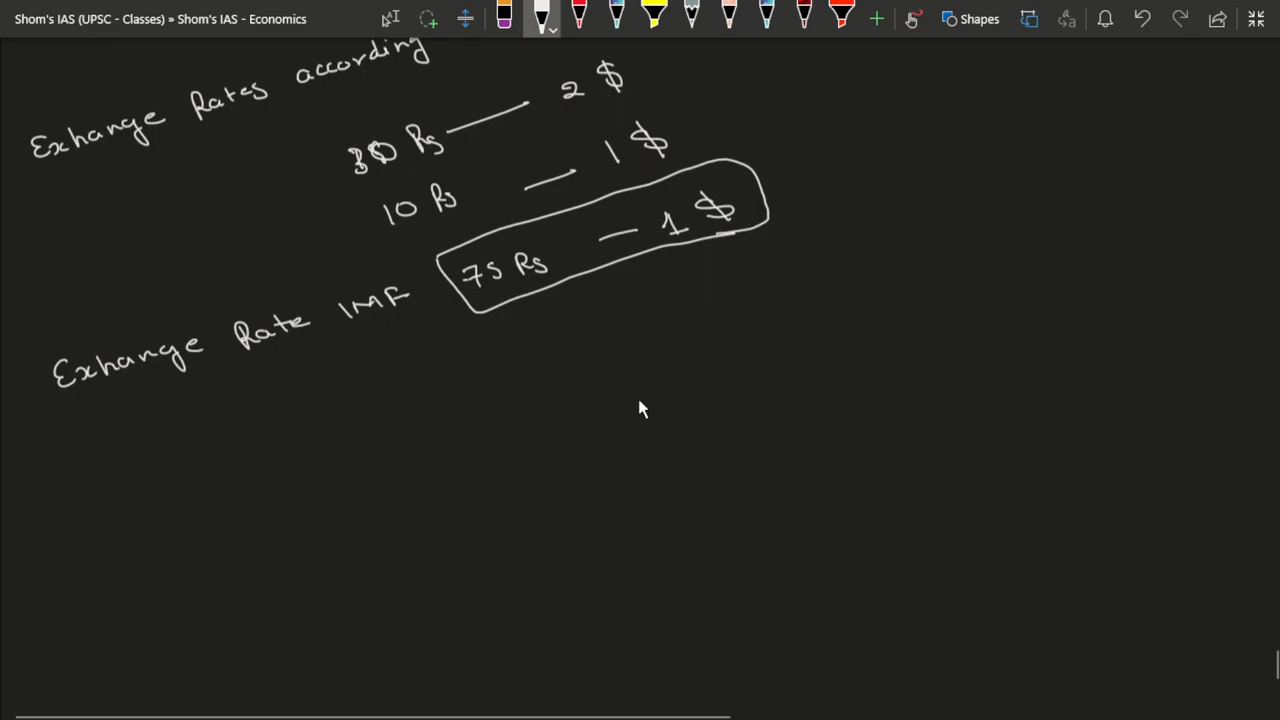 Shom's IAS (UPSC - Classes) » Shom's IAS - Economics
Shapes
Exhange Rates according
Rs — 2 $
10 Rs — 1 $
75 Rs — 1 $
Exhange Rate IMF